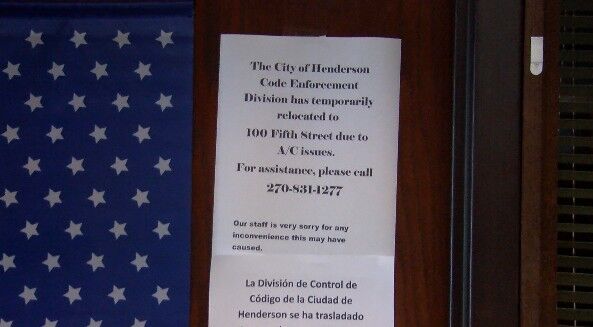 The City of Henderson
Code Enforcement
Division has temporarily
relocated to
100 Fifth Street due to
A/C issues.
For assistance, please call
270-831-1277
Our staff is very sorry for any
inconvenience this may have
caused.
La División de Control de
Código de la Ciudad de
Henderson se ha trasladado